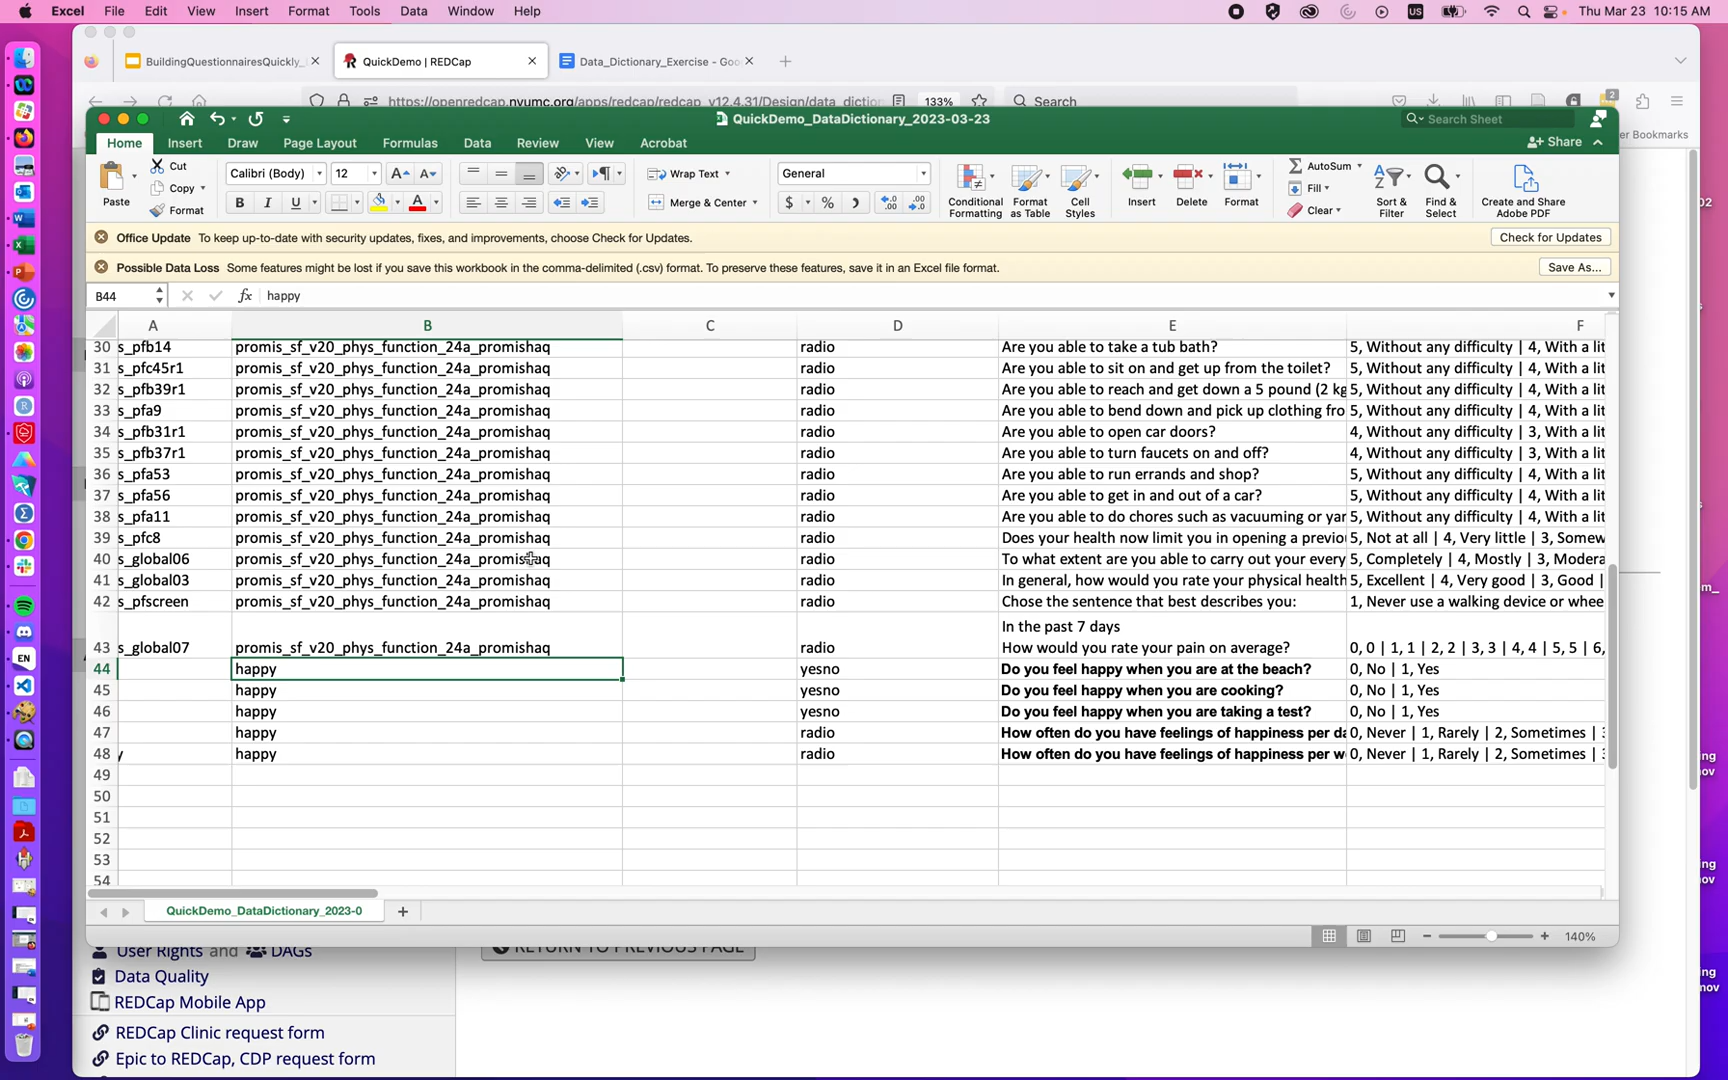 Excel File Edit View Insert Format Tools Data Window Help US Thu Mar 23 10:15 AM
BuildingQuestionnairesQuickly_ QuickDemo | REDCap Data_Dictionary_Exercise - Goo
https://openredcap.nyumc.org/apps/redcap/redcap_v12.4.31/Design/data_diction 133% Search
QuickDemo_DataDictionary_2023-03-23 Search Sheet
er Bookmarks
Home Insert Draw Page Layout Formulas Data Review View Acrobat Share
Cut Copy Format Paste
Calibri (Body) 12 Wrap Text Merge & Center General
Conditional Formatting Format as Table Cell Styles Insert Delete Format
AutoSum Fill Clear Sort & Filter Find & Select Create and Share Adobe PDF
Office Update To keep up-to-date with security updates, fixes, and improvements, choose Check for Updates. Check for Updates
Possible Data Loss Some features might be lost if you save this workbook in the comma-delimited (.csv) format. To preserve these features, save it in an Excel file format. Save As...
B44 fx happy
A B C D E F
30 s_pfb14 promis_sf_v20_phys_function_24a_promishaq radio Are you able to take a tub bath? 5, Without any difficulty | 4, With a lit
31 s_pfc45r1 promis_sf_v20_phys_function_24a_promishaq radio Are you able to sit on and get up from the toilet? 5, Without any difficulty | 4, With a lit
32 s_pfb39r1 promis_sf_v20_phys_function_24a_promishaq radio Are you able to reach and get down a 5 pound (2 kg 5, Without any difficulty | 4, With a lit
33 s_pfa9 promis_sf_v20_phys_function_24a_promishaq radio Are you able to bend down and pick up clothing fro 5, Without any difficulty | 4, With a lit
34 s_pfb31r1 promis_sf_v20_phys_function_24a_promishaq radio Are you able to open car doors? 4, Without any difficulty | 3, With a lit
35 s_pfb37r1 promis_sf_v20_phys_function_24a_promishaq radio Are you able to turn faucets on and off? 4, Without any difficulty | 3, With a lit
36 s_pfa53 promis_sf_v20_phys_function_24a_promishaq radio Are you able to run errands and shop? 5, Without any difficulty | 4, With a lit
37 s_pfa56 promis_sf_v20_phys_function_24a_promishaq radio Are you able to get in and out of a car? 5, Without any difficulty | 4, With a lit
38 s_pfa11 promis_sf_v20_phys_function_24a_promishaq radio Are you able to do chores such as vacuuming or yar 5, Without any difficulty | 4, With a lit
39 s_pfc8 promis_sf_v20_phys_function_24a_promishaq radio Does your health now limit you in opening a previou 5, Not at all | 4, Very little | 3, Somew
40 s_global06 promis_sf_v20_phys_function_24a_promishaq radio To what extent are you able to carry out your every 5, Completely | 4, Mostly | 3, Modera
41 s_global03 promis_sf_v20_phys_function_24a_promishaq radio In general, how would you rate your physical health 5, Excellent | 4, Very good | 3, Good |
42 s_pfscreen promis_sf_v20_phys_function_24a_promishaq radio Chose the sentence that best describes you: 1, Never use a walking device or whee
In the past 7 days
43 s_global07 promis_sf_v20_phys_function_24a_promishaq radio How would you rate your pain on average? 0, 0 | 1, 1 | 2, 2 | 3, 3 | 4, 4 | 5, 5 | 6,
44 happy yesno Do you feel happy when you are at the beach? 0, No | 1, Yes
45 happy yesno Do you feel happy when you are cooking? 0, No | 1, Yes
46 happy yesno Do you feel happy when you are taking a test? 0, No | 1, Yes
47 happy radio How often do you have feelings of happiness per da 0, Never | 1, Rarely | 2, Sometimes | 3
48 y happy radio How often do you have feelings of happiness per w 0, Never | 1, Rarely | 2, Sometimes | 3
49
50
51
52
53
54
QuickDemo_DataDictionary_2023-0
140%
User Rights and DAGs RETURN TO PREVIOUS PAGE
Data Quality
REDCap Mobile App
REDCap Clinic request form
Epic to REDCap, CDP request form